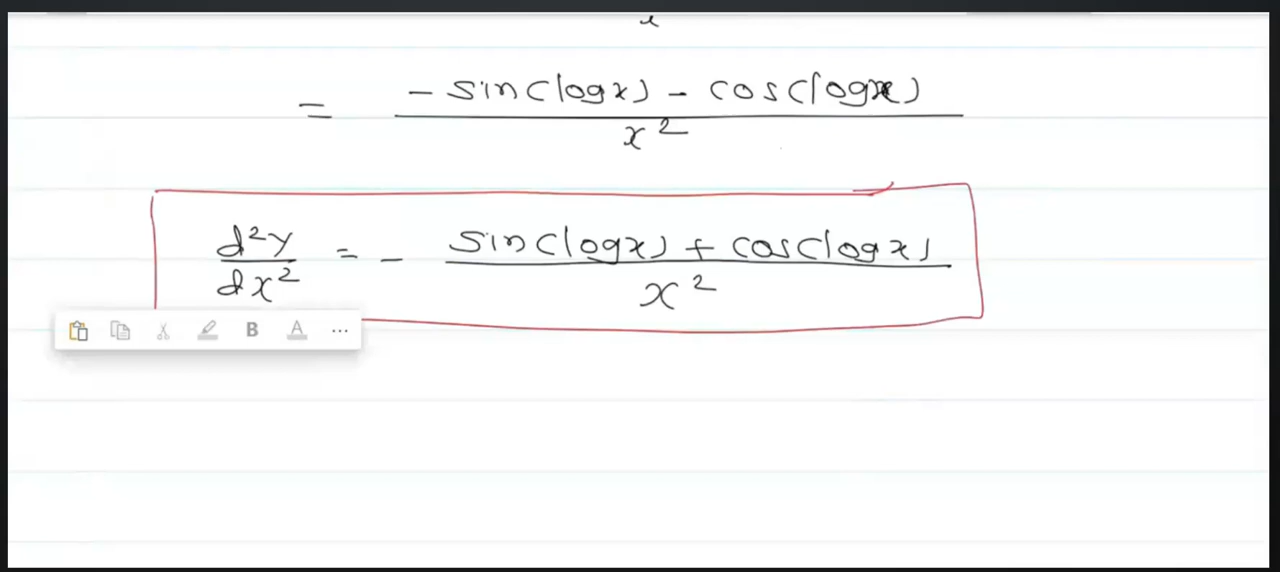 x
= (- sin(log x) - cos(log x)) / x²
d²y/dx² = - (sin(log x) + cos(log x)) / x²
B A ...